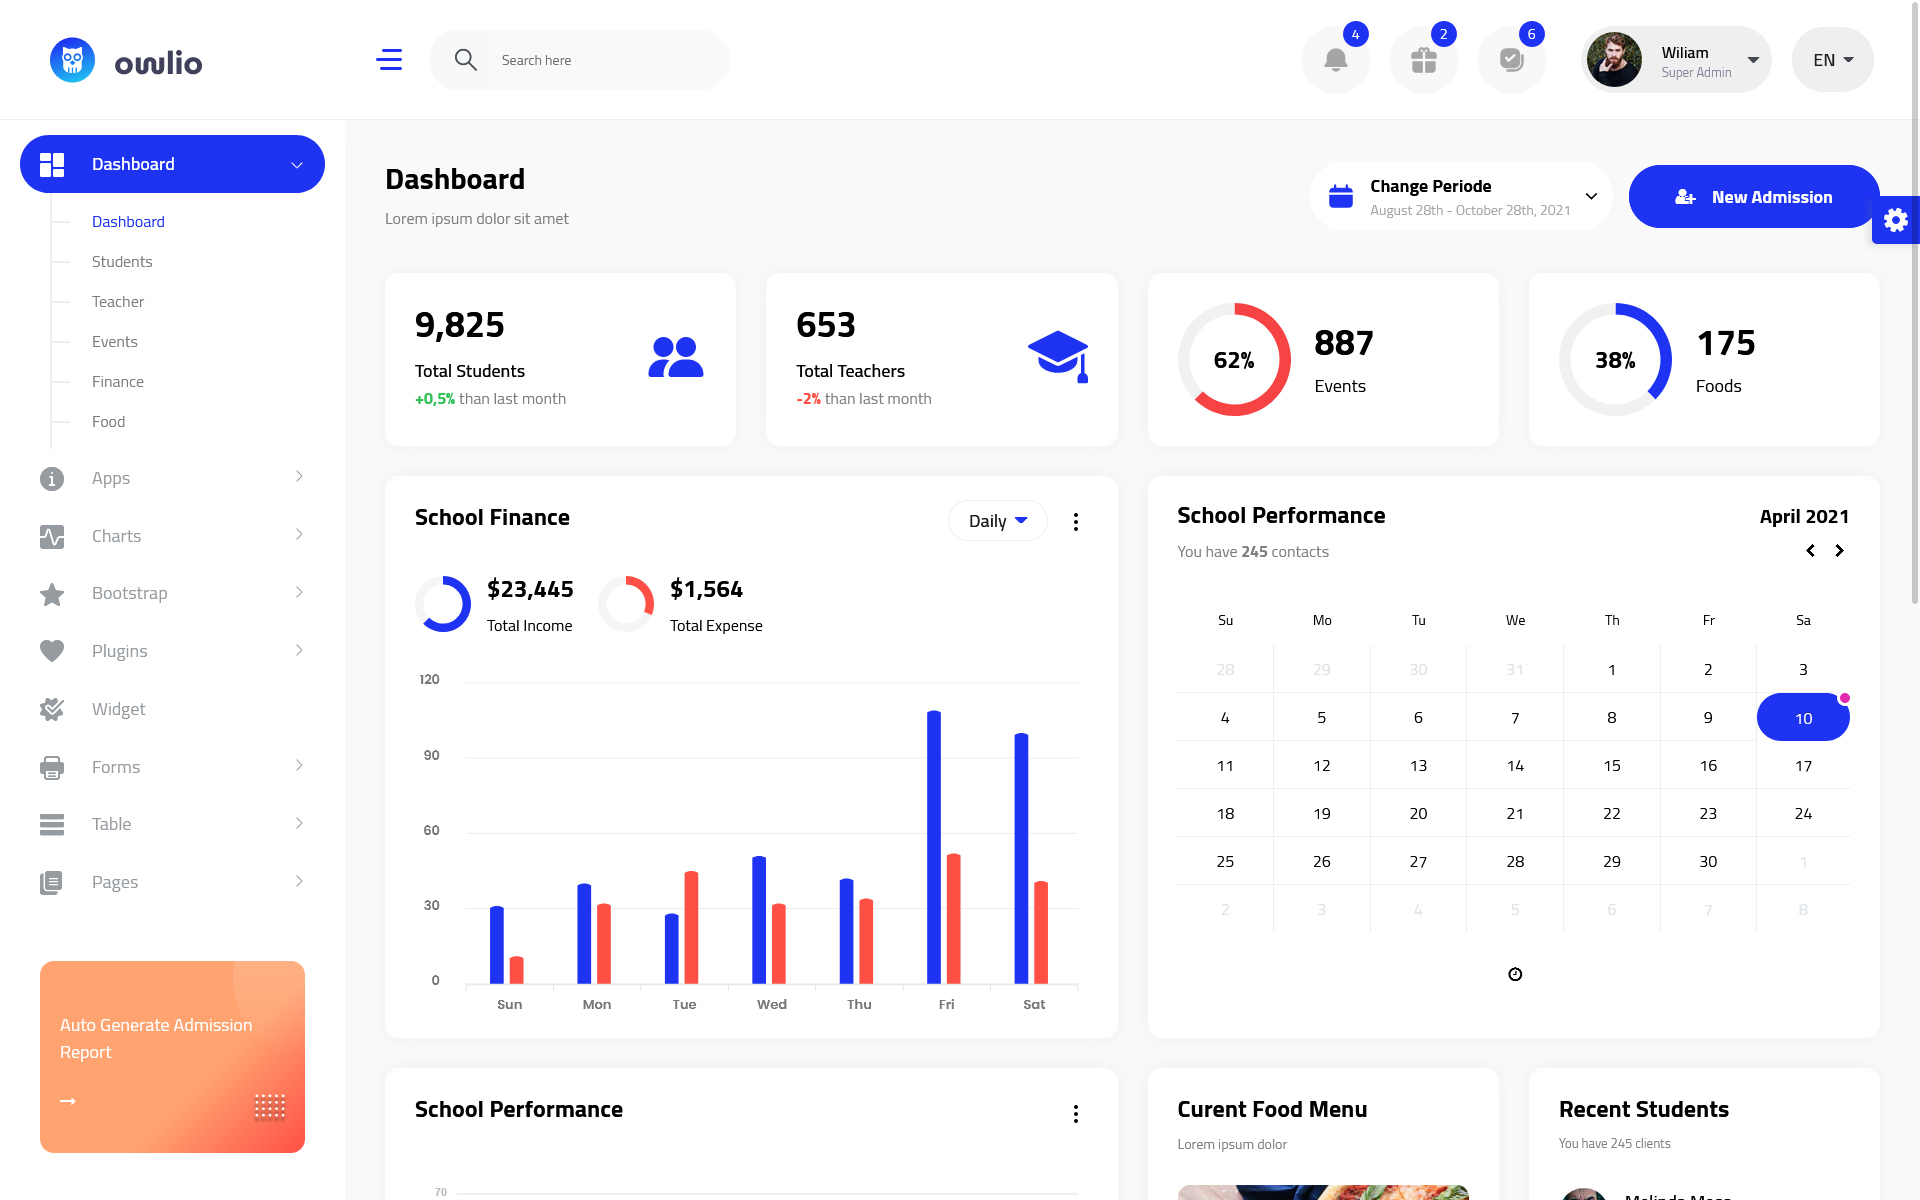 owlio
Search here
4
2
6
Wiliam
Super Admin
EN
Dashboard
Dashboard
Students
Teacher
Events
Finance
Food
Apps
Charts
Bootstrap
Plugins
Widget
Forms
Table
Pages
Auto Generate Admission
Report
Dashboard
Lorem ipsum dolor sit amet
Change Periode
August 28th - October 28th, 2021
New Admission
9,825
Total Students
+0,5% than last month
653
Total Teachers
-2% than last month
62%
887
Events
38%
175
Foods
School Finance
Daily
$23,445
Total Income
$1,564
Total Expense
120
90
60
30
0
Sun Mon Tue Wed Thu Fri Sat
School Performance
You have 245 contacts
April 2021
Su Mo Tu We Th Fr Sa
28 29 30 31 1 2 3
4 5 6 7 8 9 10
11 12 13 14 15 16 17
18 19 20 21 22 23 24
25 26 27 28 29 30 1
2 3 4 5 6 7 8
School Performance
70
Curent Food Menu
Lorem ipsum dolor
Recent Students
You have 245 clients